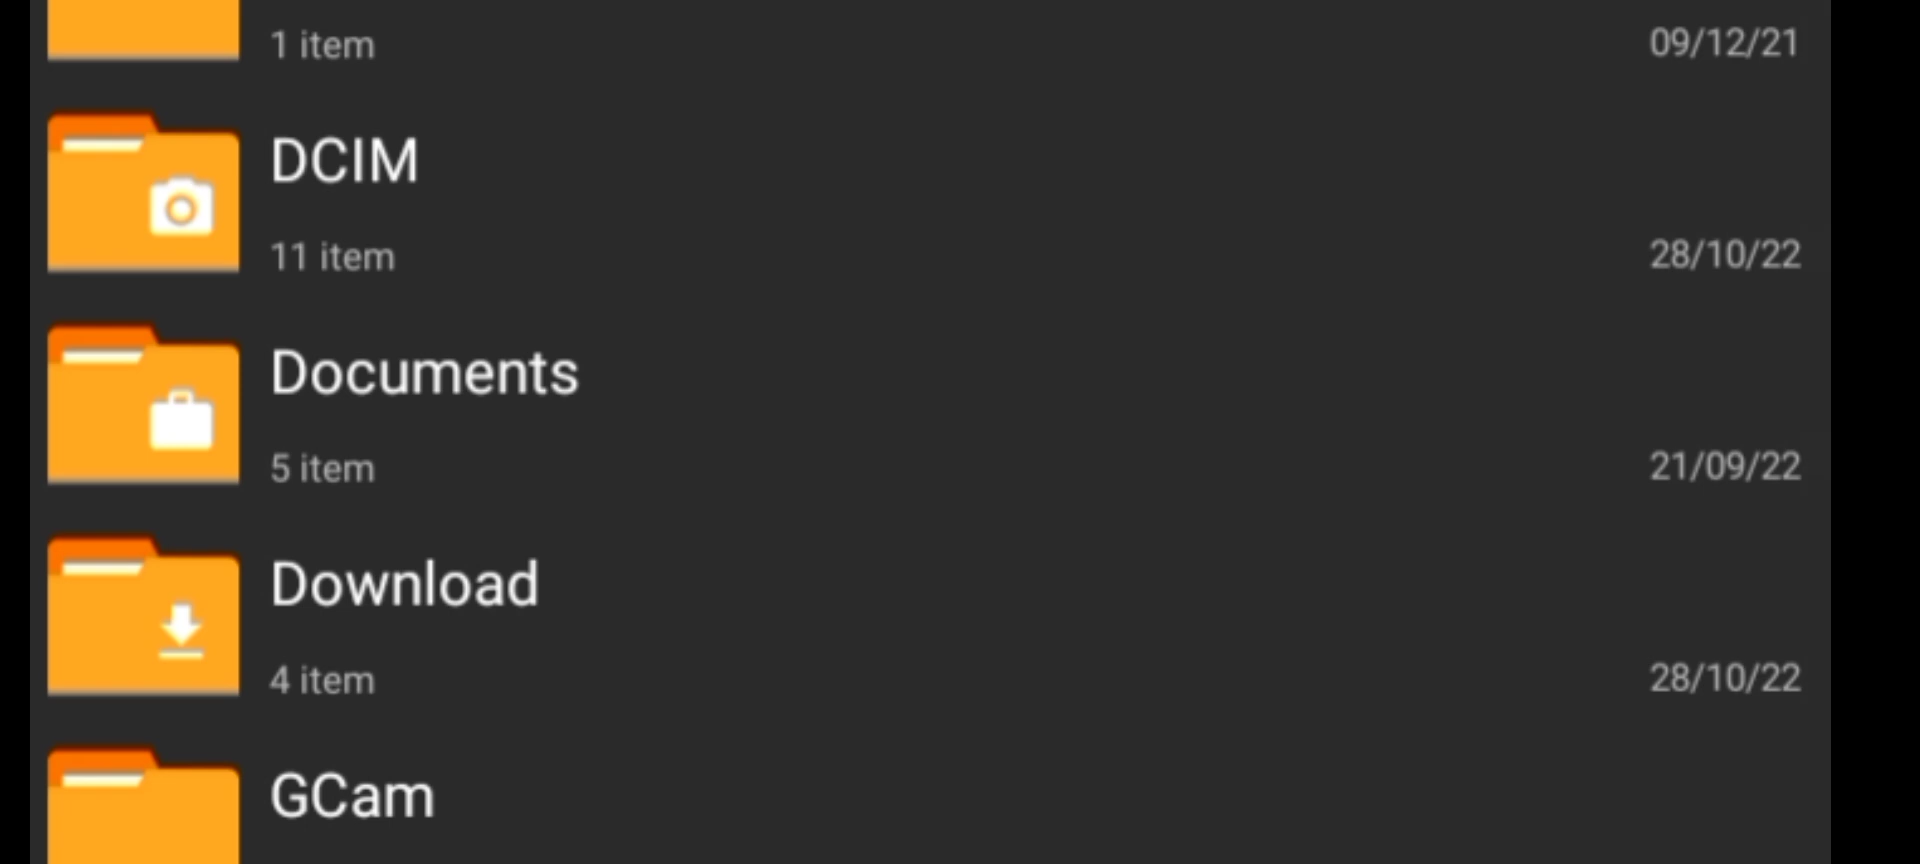 1 item 09/12/21
DCIM
11 item 28/10/22
Documents
5 item 21/09/22
Download
4 item 28/10/22
GCam